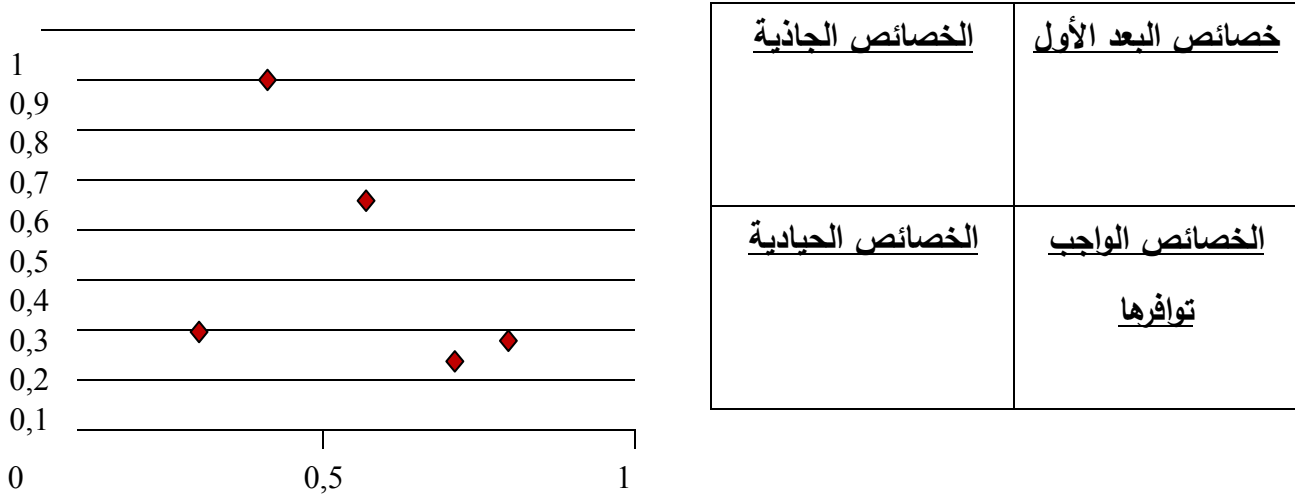 1
0,9
0,8
0,7
0,6
0,5
0,4
0,3
0,2
0,1
0 0,5 1
خصائص البعد الأول
الخصائص الجاذية
الخصائص الواجب
توافرها
الخصائص الحيادية